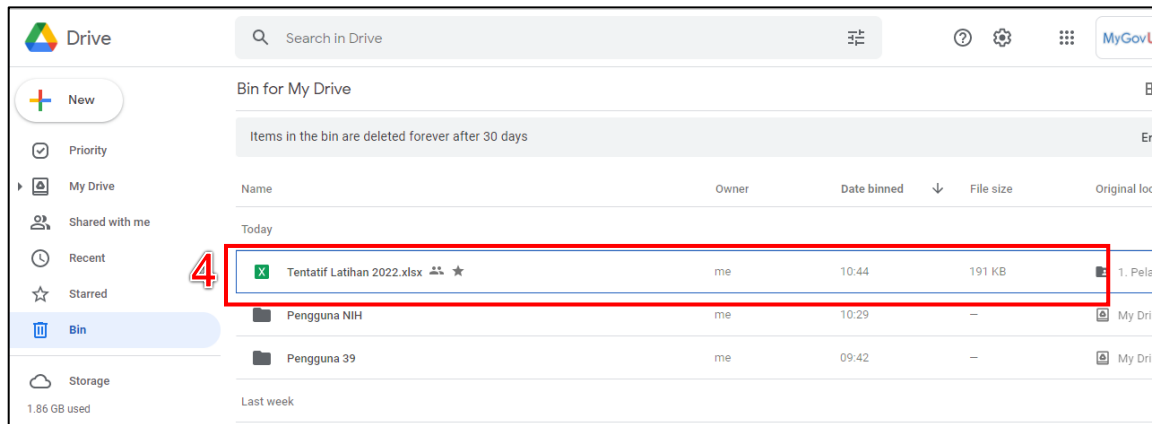 Drive
Search in Drive
MyGovU
New
Bin for My Drive
Items in the bin are deleted forever after 30 days
Priority
My Drive
Shared with me
Recent
Starred
Bin
Storage
1.86 GB used
Name Owner Date binned File size Original loc
Today
4
Tentatif Latihan 2022.xlsx me 10:44 191 KB 1. Pela
Pengguna NIH me 10:29 – My Dri
Pengguna 39 me 09:42 – My Dri
Last week